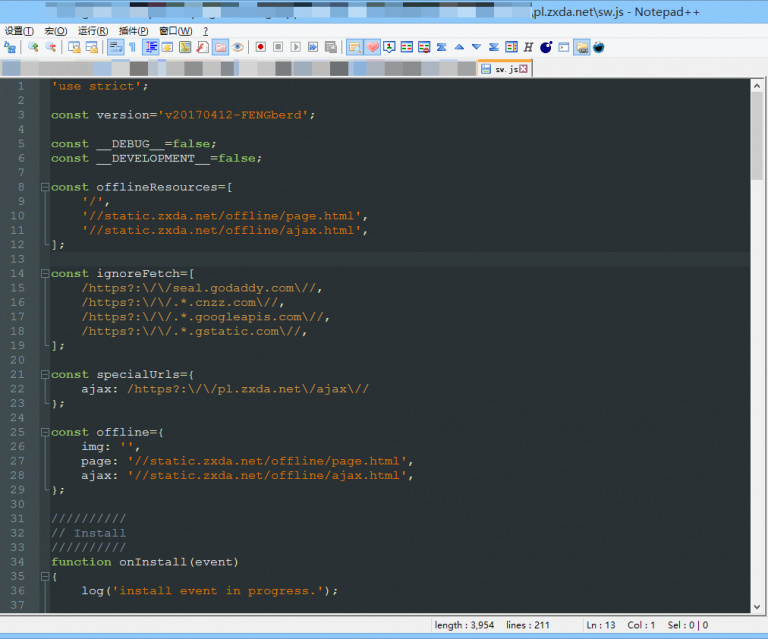 \pl.zxda.net\sw.js - Notepad++
设置(T) 宏(O) 运行(R) 插件(P) 窗口(W) ?
sw.js
1 'use strict';
2
3 const version='v20170412-FENGberd';
4
5 const __DEBUG__=false;
6 const __DEVELOPMENT__=false;
7
8 const offlineResources=[
9 '/',
10 '//static.zxda.net/offline/page.html',
11 '//static.zxda.net/offline/ajax.html',
12 ];
13
14 const ignoreFetch=[
15 /https?:\/\/seal.godaddy.com\//,
16 /https?:\/\/.*.cnzz.com\//,
17 /https?:\/\/.*.googleapis.com\//,
18 /https?:\/\/.*.gstatic.com\//,
19 ];
20
21 const specialUrls={
22 ajax: /https?:\/\/pl.zxda.net\/ajax\//
23 };
24
25 const offline={
26 img: '',
27 page: '//static.zxda.net/offline/page.html',
28 ajax: '//static.zxda.net/offline/ajax.html',
29 };
30
31 //////////
32 // Install
33 //////////
34 function onInstall(event)
35 {
36 log('install event in progress.');
37
length : 3,954 lines : 211 Ln : 13 Col : 1 Sel : 0 | 0